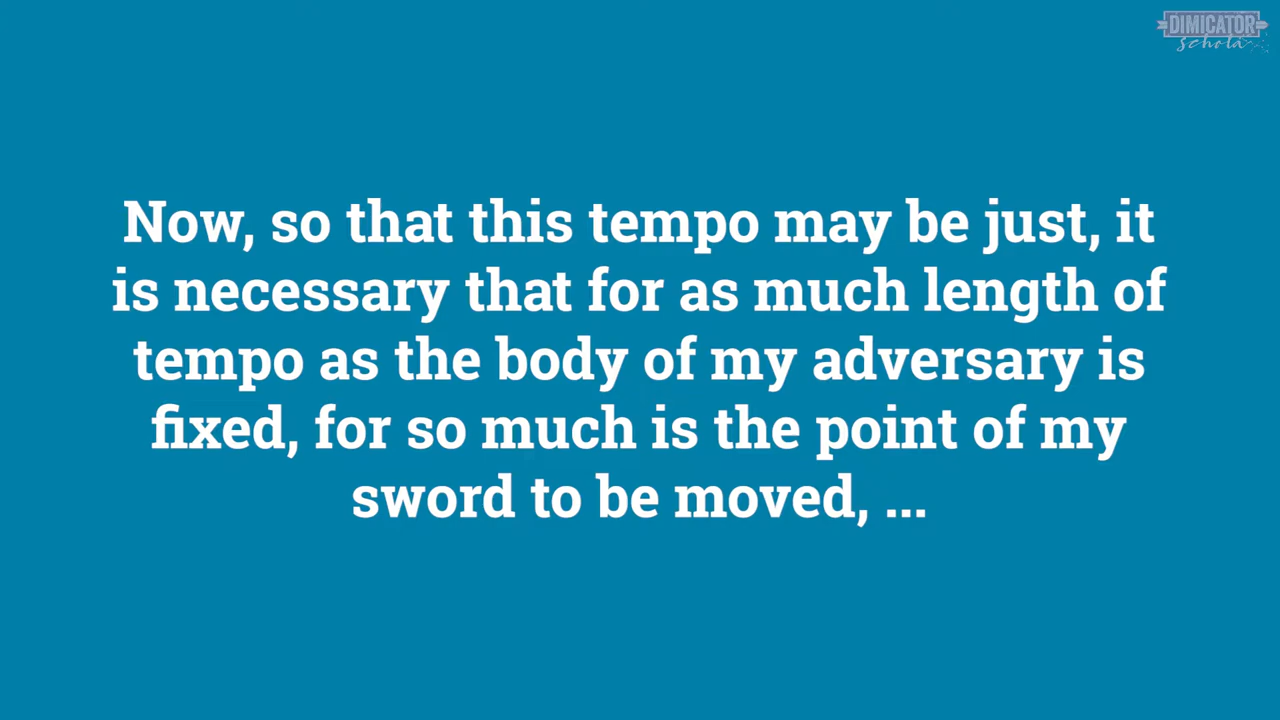 DIMICATOR
schola
Now, so that this tempo may be just, it
is necessary that for as much length of
tempo as the body of my adversary is
fixed, for so much is the point of my
sword to be moved, ...